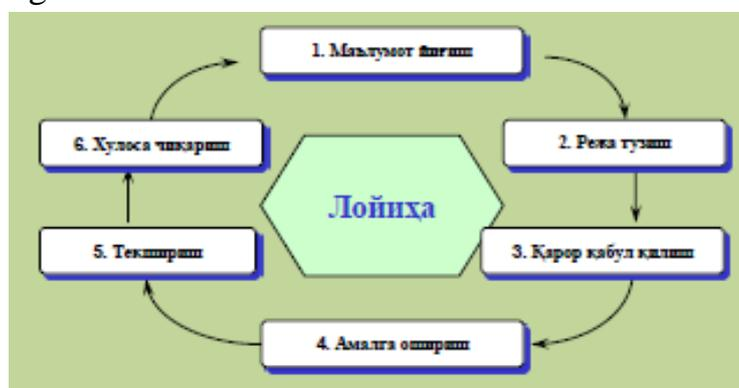 1. Маълумот йиғиш
2. Режа тузиш
3. Қарор қабул қилиш
4. Амалга ошириш
5. Текшириш
6. Хулоса чиқариш
Лойиҳа